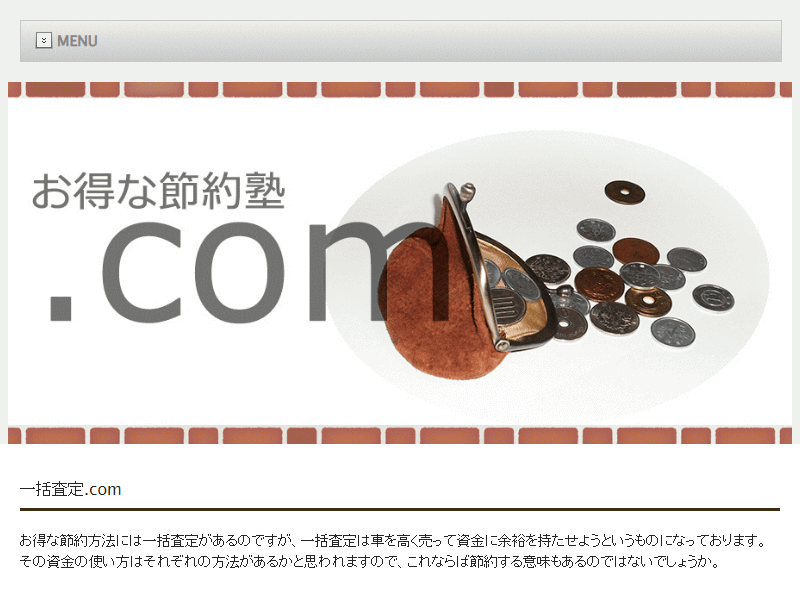 MENU
お得な節約塾
.com
一括査定.com
お得な節約方法には一括査定があるのですが、一括査定は車を高く売って資金に余裕を持たせようというものになっております。
その資金の使い方はそれぞれの方法があるかと思われますので、これならば節約する意味もあるのではないでしょうか。